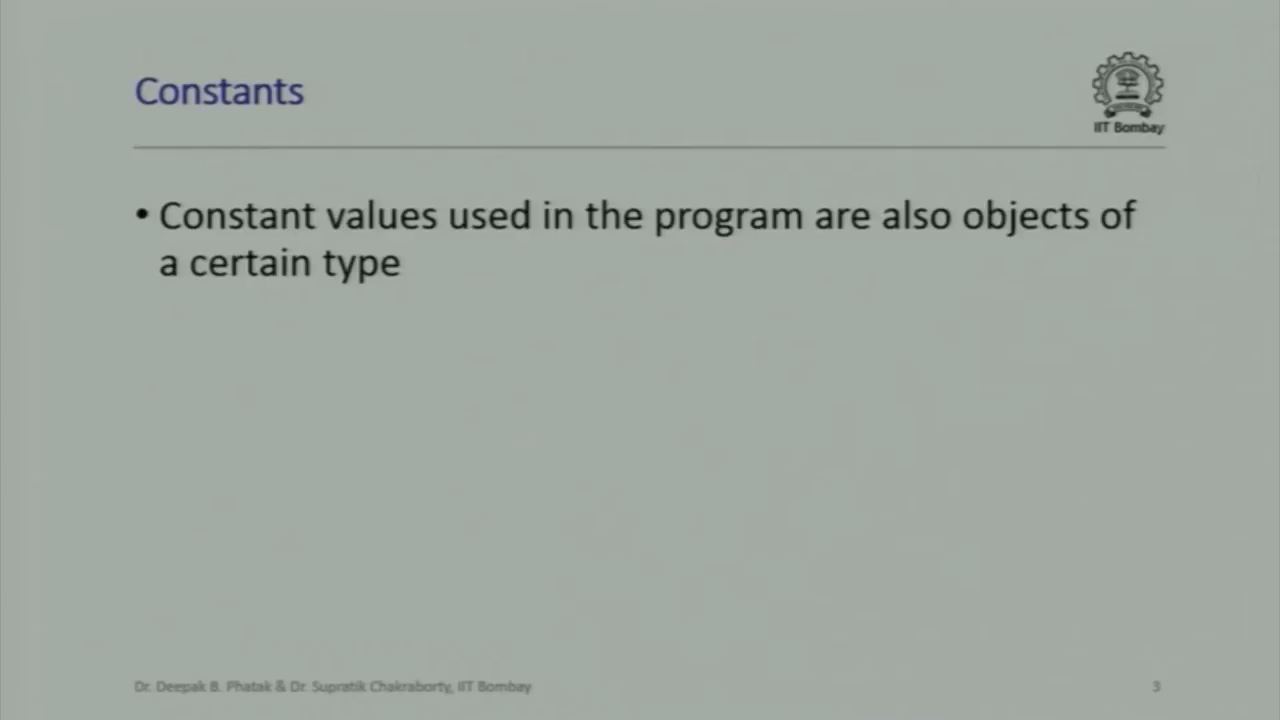 Constants
IIT Bombay
• Constant values used in the program are also objects of
a certain type
Dr. Deepak B. Phatak & Dr. Supratik Chakraborty, IIT Bombay
3